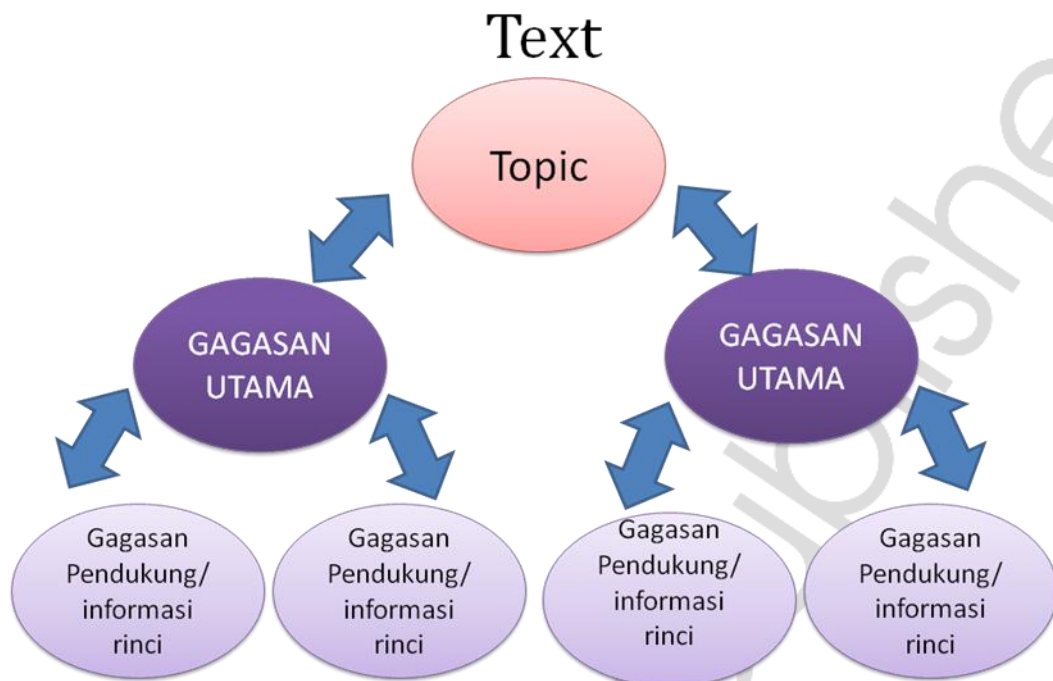 Text
Topic
GAGASAN
UTAMA
GAGASAN
UTAMA
Gagasan
Pendukung/
informasi
rinci
Gagasan
Pendukung/
informasi
rinci
Gagasan
Pendukung/
informasi
rinci
Gagasan
Pendukung/
informasi
rinci